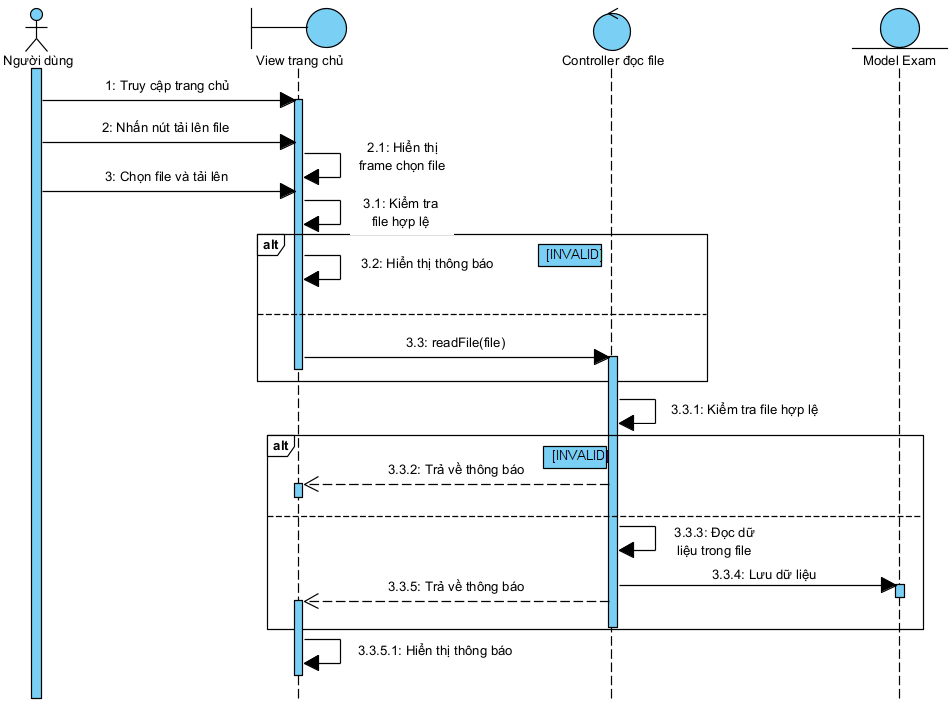 Người dùng
View trang chủ
Controller đọc file
Model Exam
1: Truy cập trang chủ
2: Nhấn nút tải lên file
2.1: Hiển thị
frame chọn file
3: Chọn file và tải lên
3.1: Kiểm tra
file hợp lệ
alt
[INVALID]
3.2: Hiển thị thông báo
3.3: readFile(file)
3.3.1: Kiểm tra file hợp lệ
alt
[INVALID]
3.3.2: Trả về thông báo
3.3.3: Đọc dữ
liệu trong file
3.3.4: Lưu dữ liệu
3.3.5: Trả về thông báo
3.3.5.1: Hiển thị thông báo